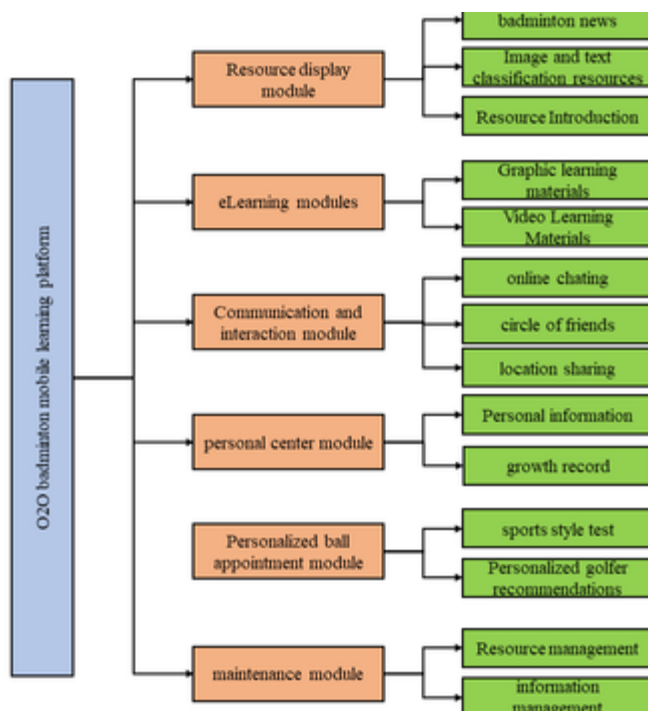 O2O badminton mobile learning platform
Resource display
module
badminton news
Image and text
classification resources
Resource Introduction
eLearning modules
Graphic learning
materials
Video Learning
Materials
Communication and
interaction module
online chating
circle of friends
location sharing
personal center module
Personal information
growth record
Personalized ball
appointment module
sports style test
Personalized golfer
recommendations
maintenance module
Resource management
information
management